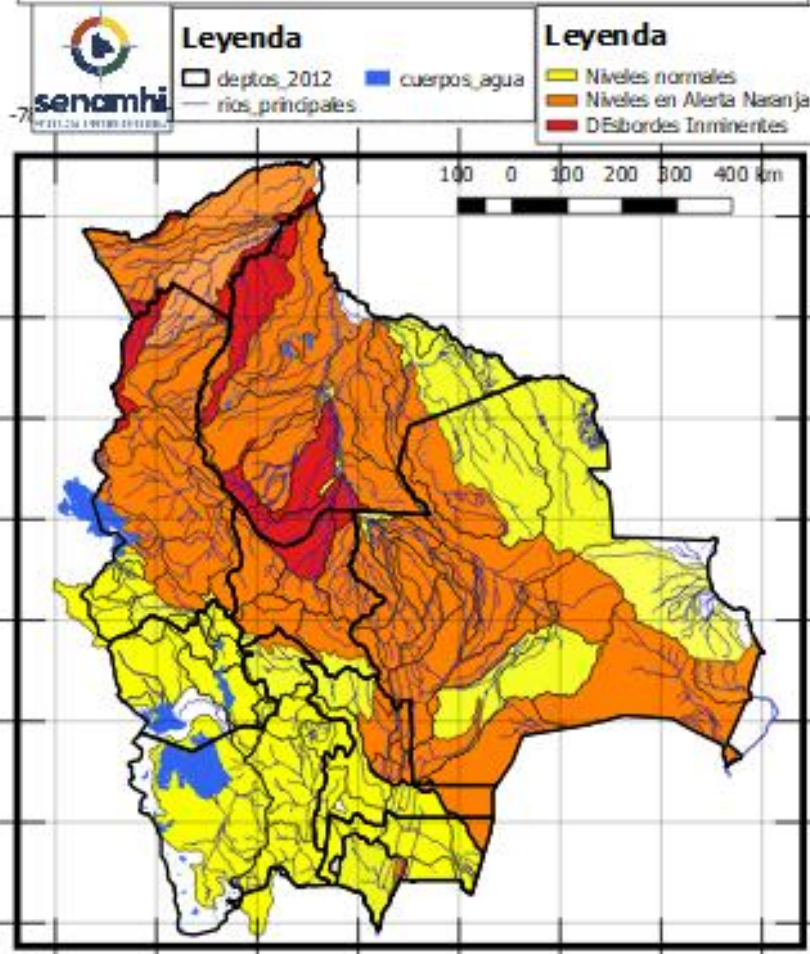 senamhi
Leyenda
deptos_2012
cuerpos_agua
rios_principales
Leyenda
Niveles normales
Niveles en Alerta Naranja
DEsbordes Inminentes
100 0 100 200 300 400 km